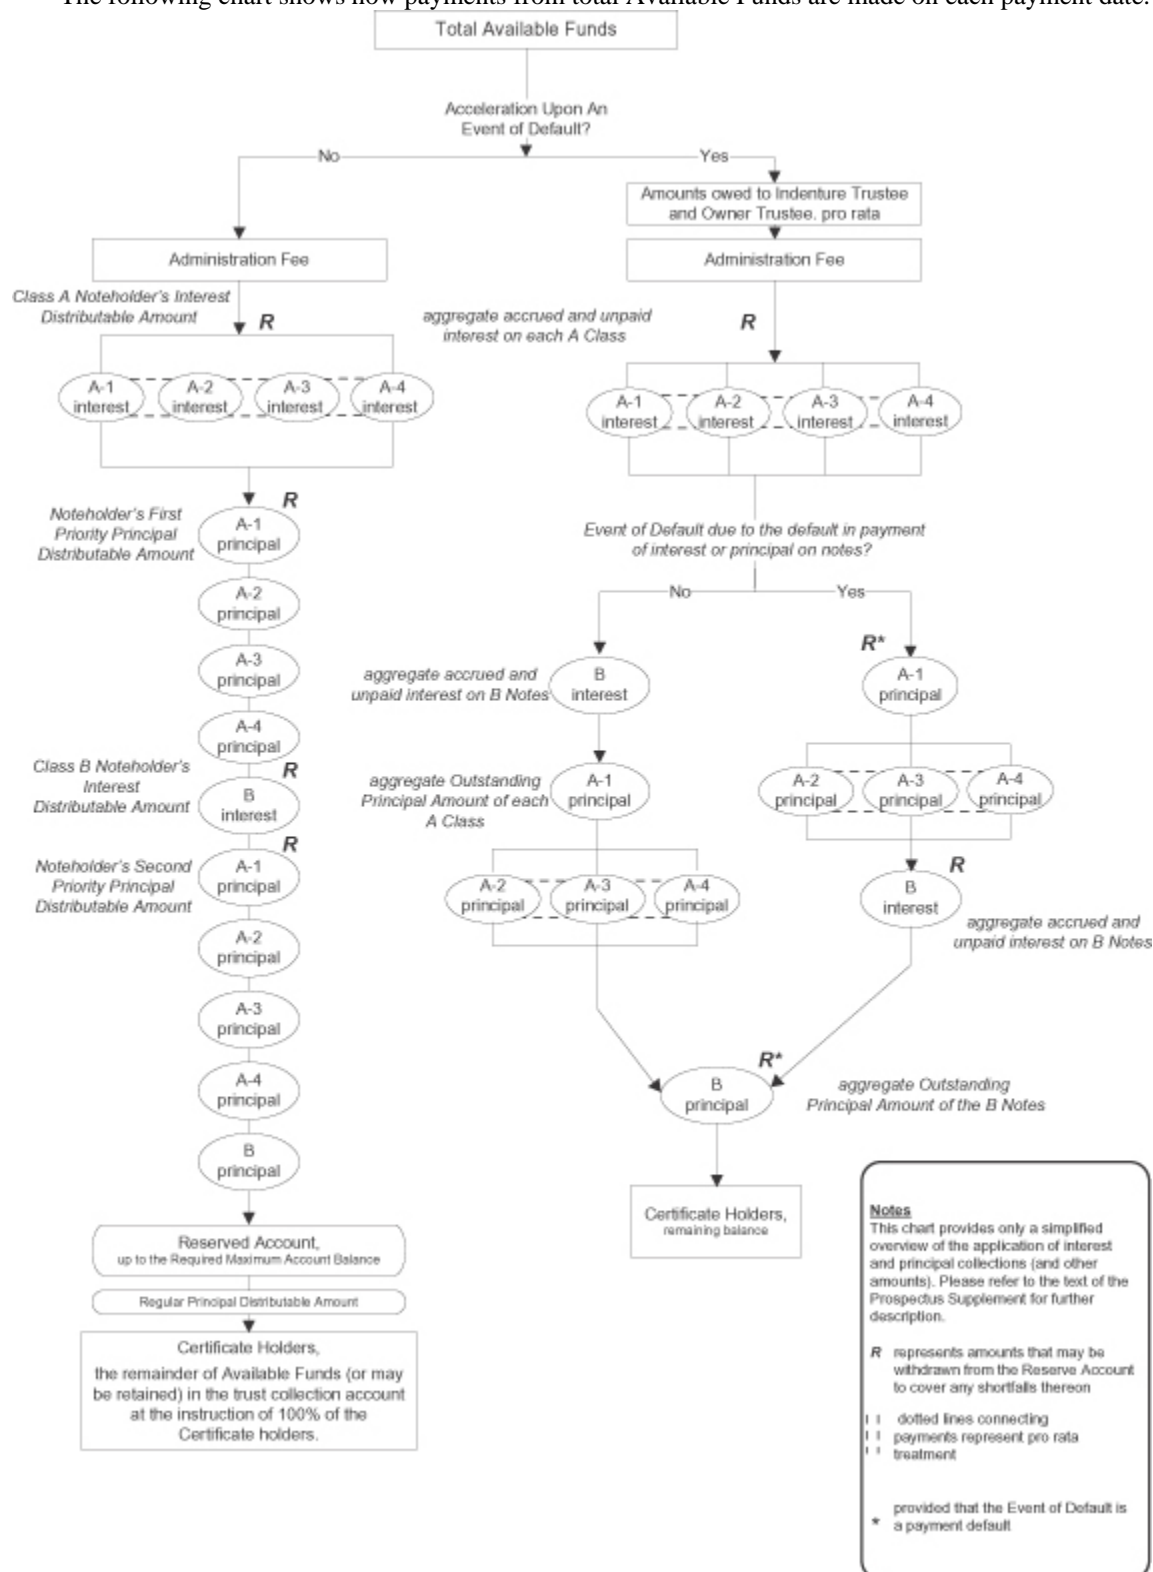 The following chart shows how payments from total Available Funds are made on each payment date.
Total Available Funds
Acceleration Upon An
Event of Default?
No
Yes
Amounts owed to Indenture Trustee
and Owner Trustee. pro rata
Administration Fee
Administration Fee
Class A Noteholder's Interest
Distributable Amount
R
aggregate accrued and unpaid
interest on each A Class
R
A-1
interest
A-2
interest
A-3
interest
A-4
interest
A-1
interest
A-2
interest
A-3
interest
A-4
interest
Noteholder's First
Priority Principal
Distributable Amount
R
A-1
principal
A-2
principal
A-3
principal
A-4
principal
Class B Noteholder's
Interest
Distributable Amount
R
B
interest
Noteholder's Second
Priority Principal
Distributable Amount
R
A-1
principal
A-2
principal
A-3
principal
A-4
principal
B
principal
Reserved Account,
up to the Required Maximum Account Balance
Regular Principal Distributable Amount
Certificate Holders,
the remainder of Available Funds (or may
be retained) in the trust collection account
at the instruction of 100% of the
Certificate holders.
Event of Default due to the default in payment
of interest or principal on notes?
No
Yes
aggregate accrued and
unpaid interest on B Notes
B
interest
aggregate Outstanding
Principal Amount of each
A Class
A-1
principal
A-2
principal
A-3
principal
A-4
principal
R*
A-1
principal
A-2
principal
A-3
principal
A-4
principal
R
B
interest
aggregate accrued and
unpaid interest on B Notes
R*
B
principal
aggregate Outstanding
Principal Amount of the B Notes
Certificate Holders,
remaining balance
Notes
This chart provides only a simplified
overview of the application of interest
and principal collections (and other
amounts). Please refer to the text of the
Prospectus Supplement for further
description.
R represents amounts that may be
withdrawn from the Reserve Account
to cover any shortfalls thereon
dotted lines connecting
payments represent pro rata
treatment
provided that the Event of Default is
* a payment default